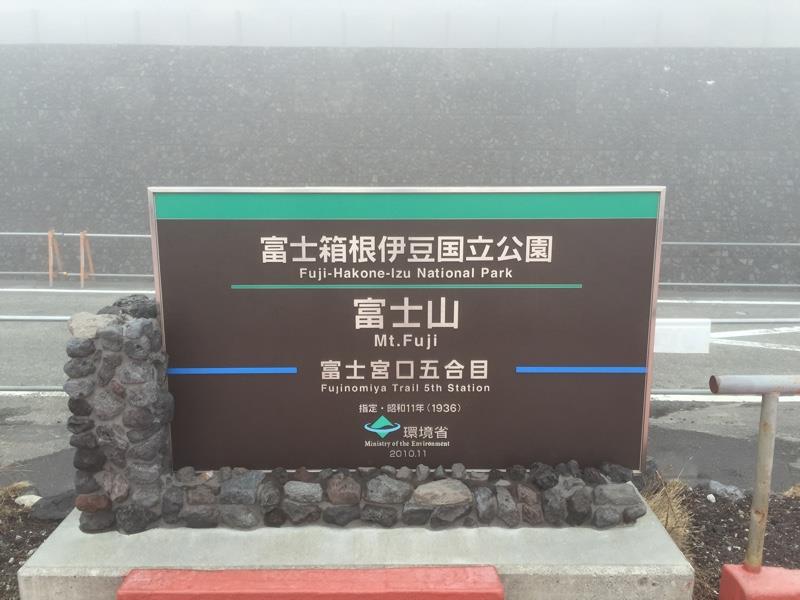 富士箱根伊豆国立公園
Fuji-Hakone-Izu National Park
富士山
Mt.Fuji
富士宮口五合目
Fujinomiya Trail 5th Station
指定・昭和11年(1936)
環境省
Ministry of the Environment
2010.11